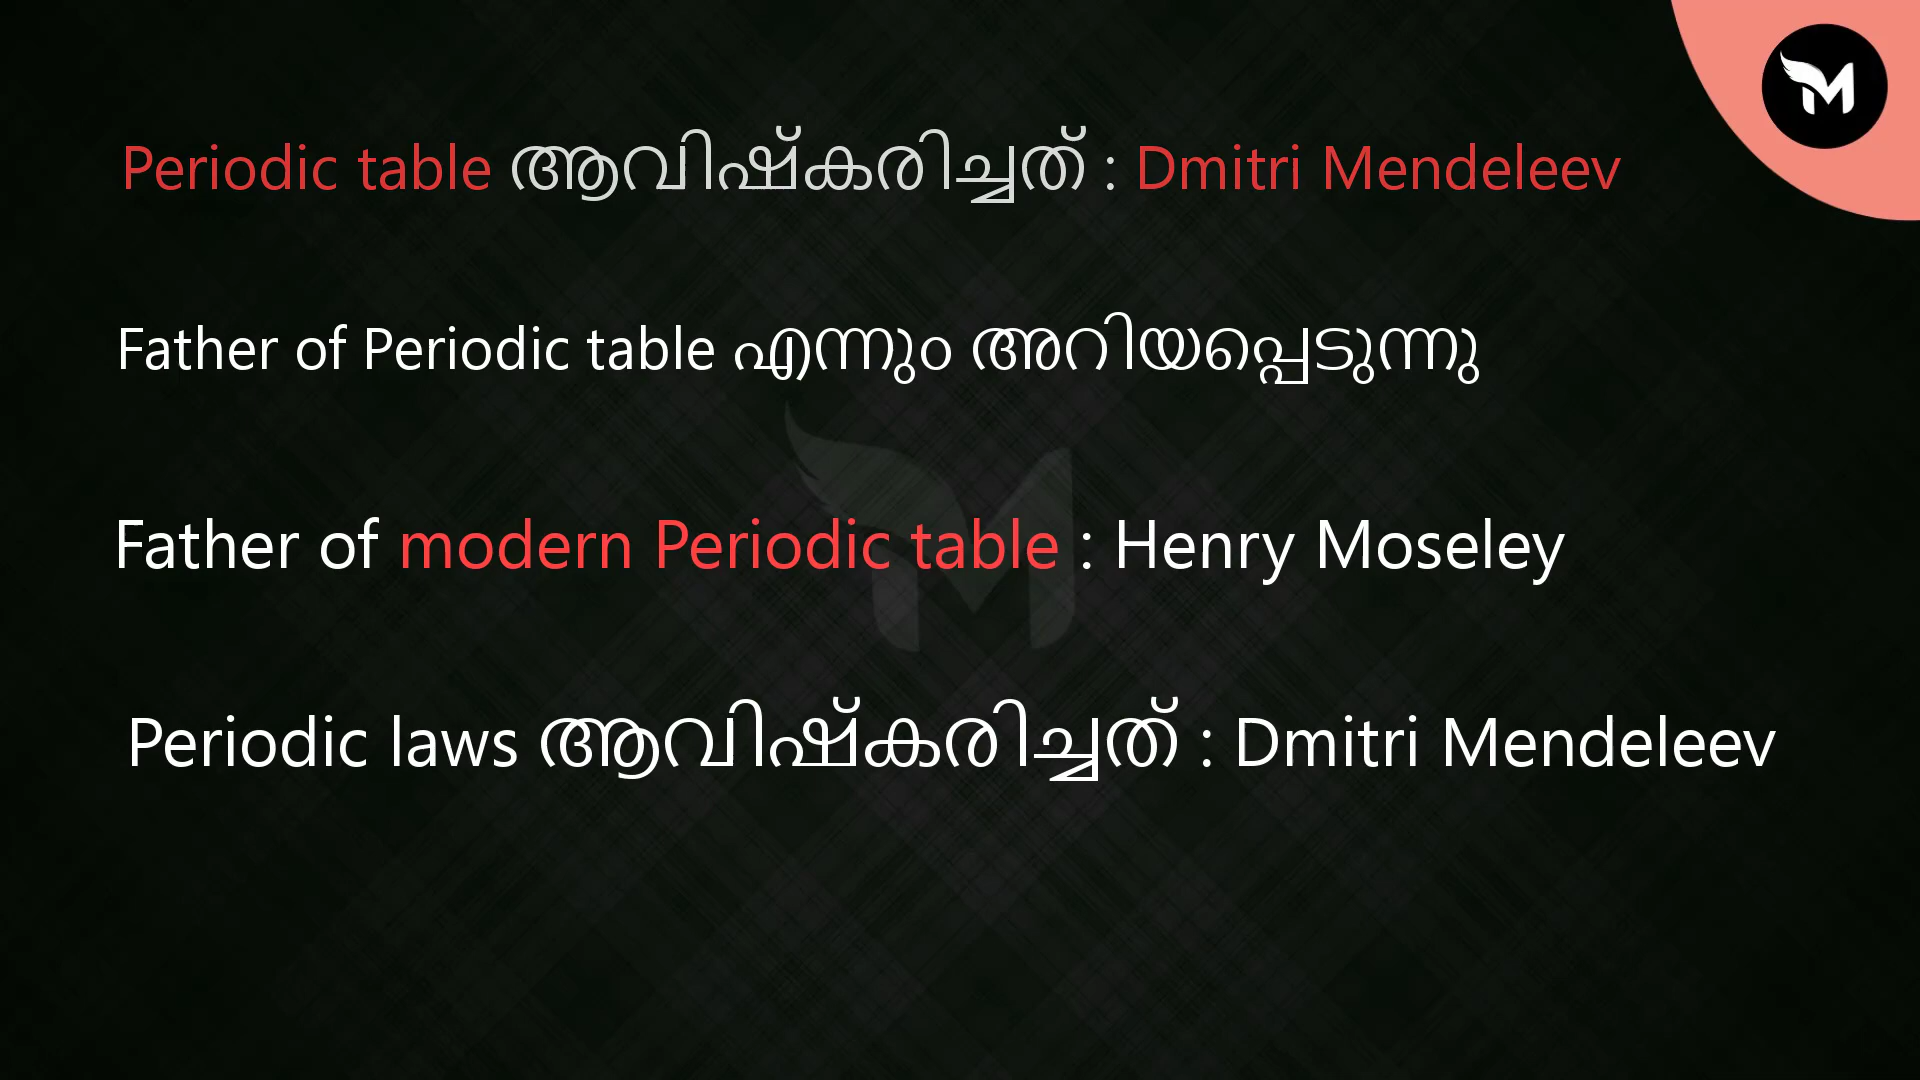 Periodic table ആവിഷ്കരിച്ചത് : Dmitri Mendeleev
Father of Periodic table എന്നും അറിയപ്പെടുന്നു
Father of modern Periodic table : Henry Moseley
Periodic laws ആവിഷ്കരിച്ചത് : Dmitri Mendeleev